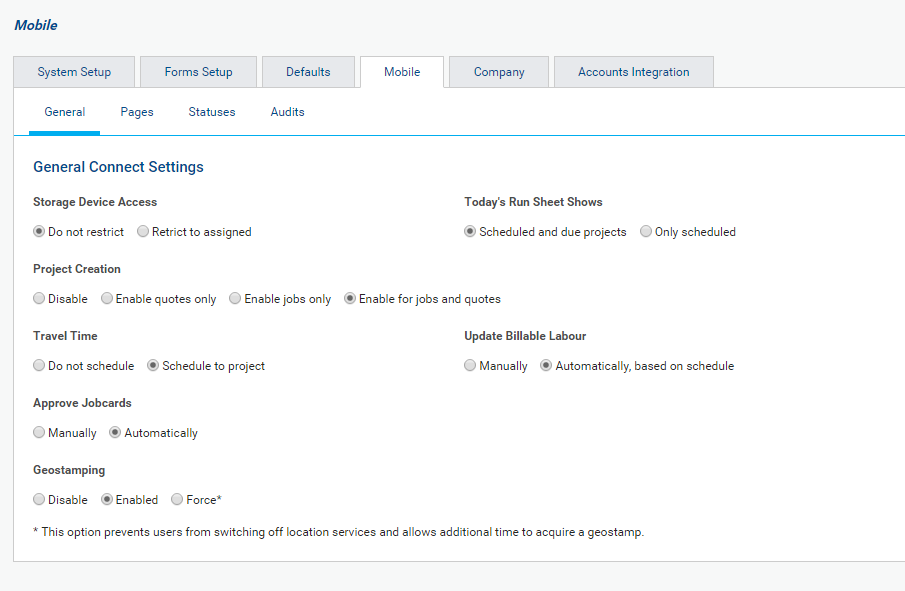 Mobile
System Setup Forms Setup Defaults Mobile Company Accounts Integration
General Pages Statuses Audits
General Connect Settings
Storage Device Access Today's Run Sheet Shows
Do not restrict Retrict to assigned Scheduled and due projects Only scheduled
Project Creation
Disable Enable quotes only Enable jobs only Enable for jobs and quotes
Travel Time Update Billable Labour
Do not schedule Schedule to project Manually Automatically, based on schedule
Approve Jobcards
Manually Automatically
Geostamping
Disable Enabled Force*
* This option prevents users from switching off location services and allows additional time to acquire a geostamp.